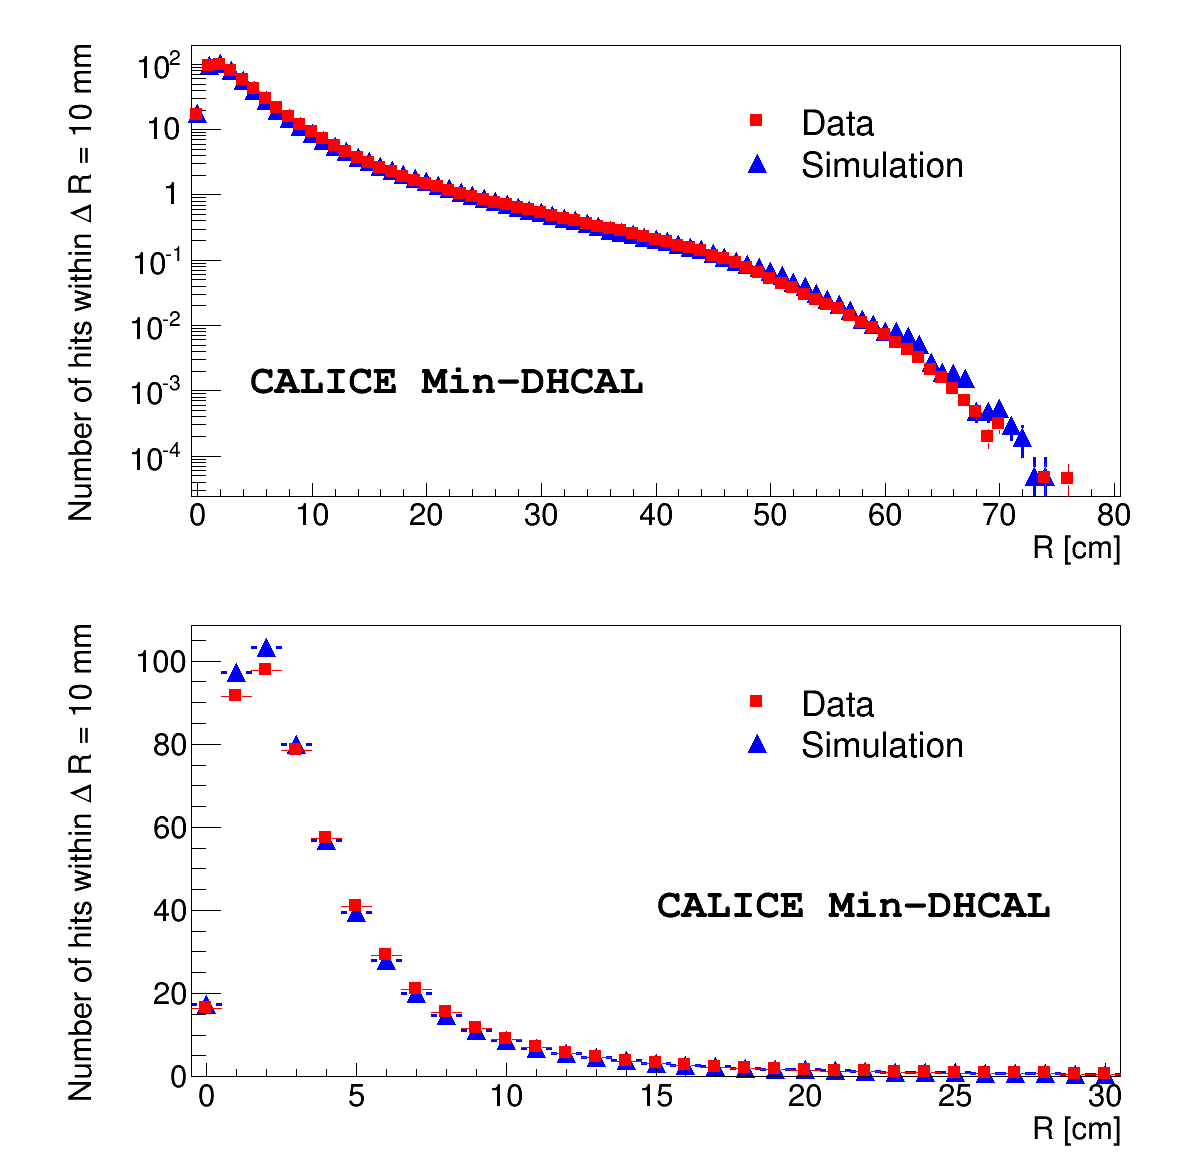 Number of hits within Δ R = 10 mm
10²
10
1
10⁻¹
10⁻²
10⁻³
10⁻⁴
Data
Simulation
CALICE Min-DHCAL
0 10 20 30 40 50 60 70 80
R [cm]
Number of hits within Δ R = 10 mm
100
80
60
40
20
0
Data
Simulation
CALICE Min-DHCAL
0 5 10 15 20 25 30
R [cm]